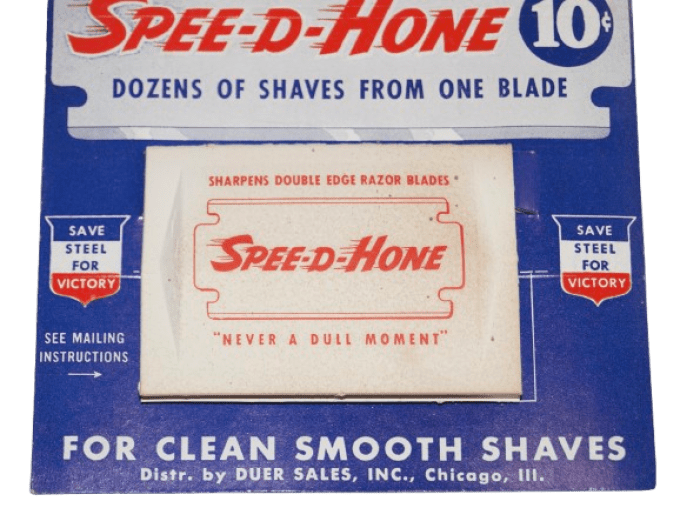 SPEE-D-HONE 10¢
DOZENS OF SHAVES FROM ONE BLADE
SHARPENS DOUBLE EDGE RAZOR BLADES
SPEE-D-HONE
"NEVER A DULL MOMENT"
SAVE
STEEL
FOR
VICTORY
SAVE
STEEL
FOR
VICTORY
SEE MAILING
INSTRUCTIONS
FOR CLEAN SMOOTH SHAVES
Distr. by DUER SALES, INC., Chicago, Ill.